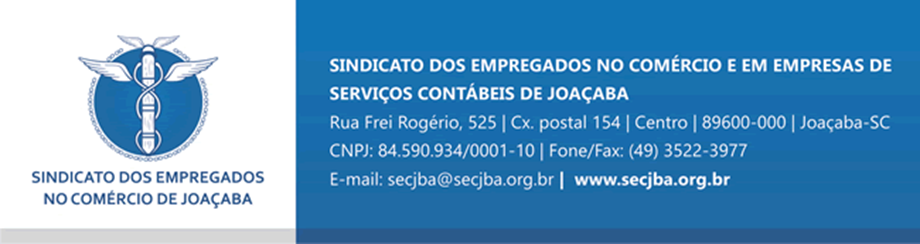 SINDICATO DOS EMPREGADOS
NO COMÉRCIO DE JOAÇABA
SINDICATO DOS EMPREGADOS NO COMÉRCIO E EM EMPRESAS DE
SERVIÇOS CONTÁBEIS DE JOAÇABA
Rua Frei Rogério, 525 | Cx. postal 154 | Centro | 89600-000 | Joaçaba-SC
CNPJ: 84.590.934/0001-10 | Fone/Fax: (49) 3522-3977
E-mail: secjba@secjba.org.br | www.secjba.org.br